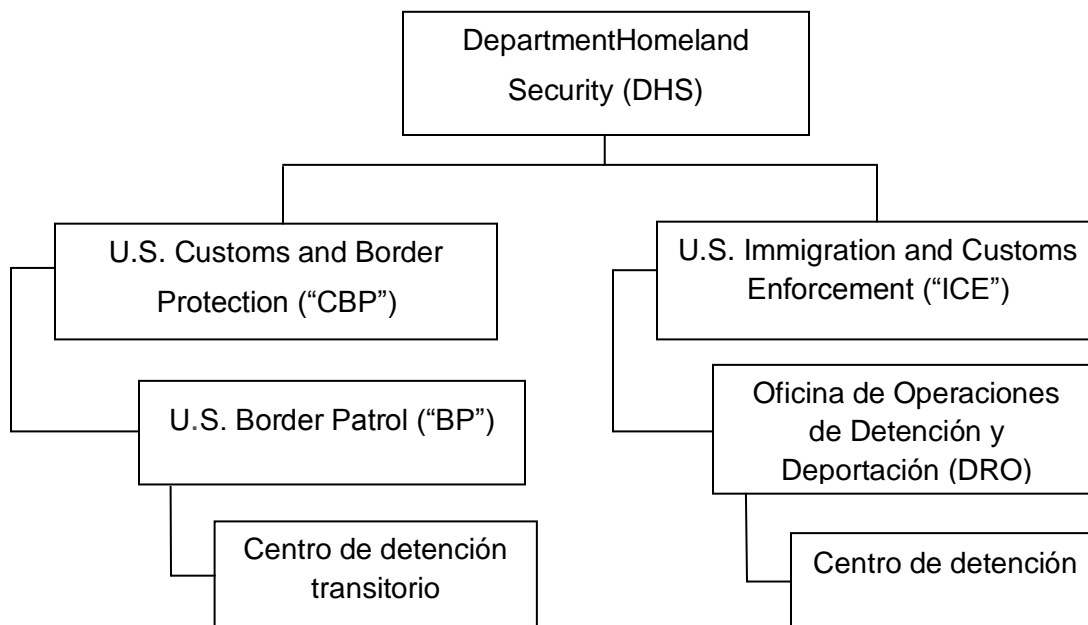 DepartmentHomeland
Security (DHS)
U.S. Customs and Border
Protection (“CBP”)
U.S. Immigration and Customs
Enforcement (“ICE”)
U.S. Border Patrol (“BP”)
Oficina de Operaciones
de Detención y
Deportación (DRO)
Centro de detención
transitorio
Centro de detención